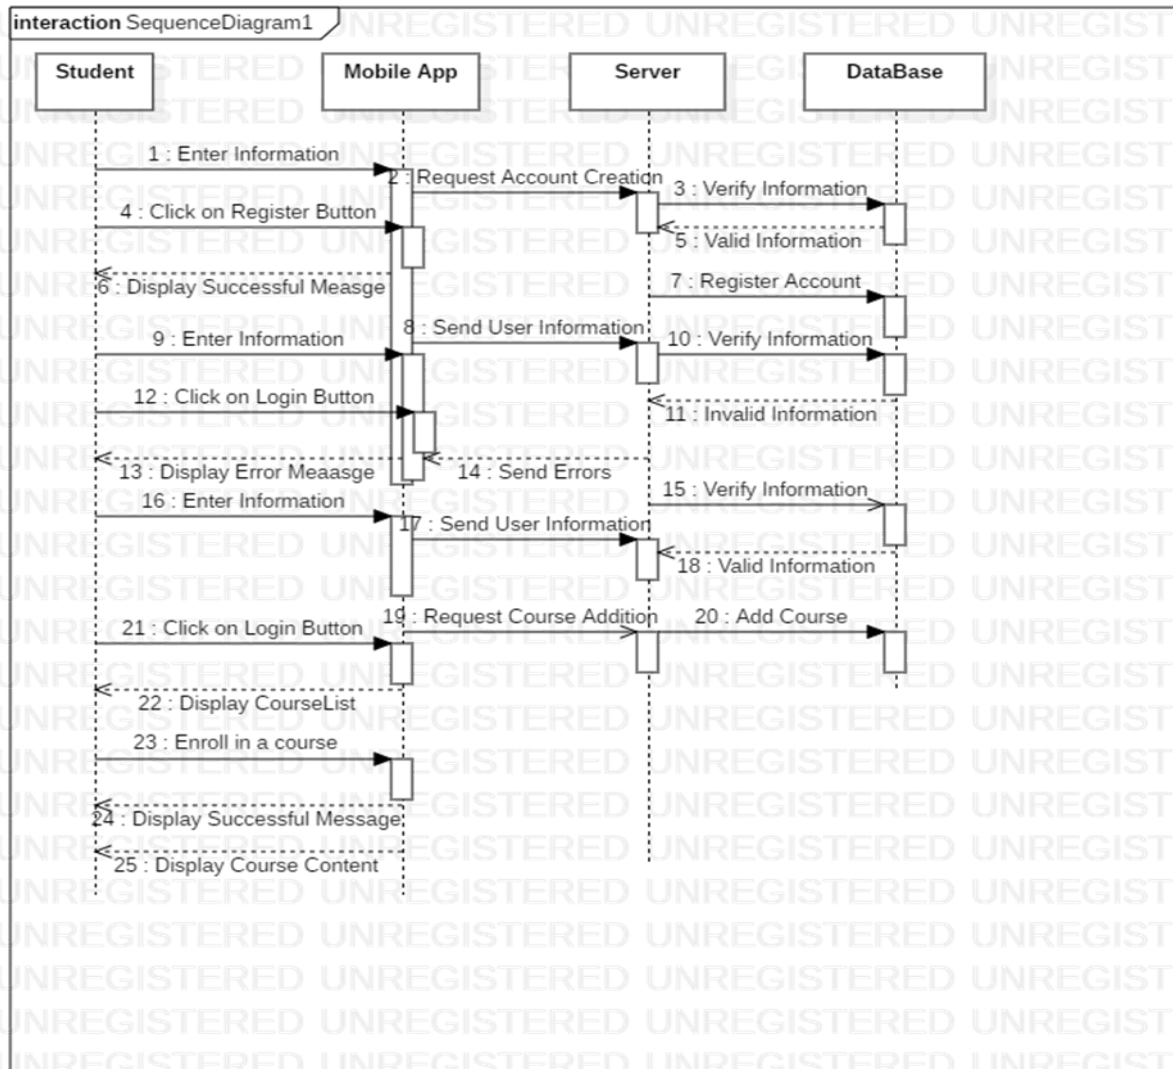 interaction SequenceDiagram1
Student
Mobile App
Server
DataBase
1 : Enter Information
2 : Request Account Creation
3 : Verify Information
4 : Click on Register Button
5 : Valid Information
6 : Display Successful Measge
7 : Register Account
8 : Send User Information
9 : Enter Information
10 : Verify Information
12 : Click on Login Button
11 : Invalid Information
13 : Display Error Meaasge
14 : Send Errors
15 : Verify Information
16 : Enter Information
17 : Send User Information
18 : Valid Information
19 : Request Course Addition
20 : Add Course
21 : Click on Login Button
22 : Display CourseList
23 : Enroll in a course
24 : Display Successful Message
25 : Display Course Content
UNREGISTERED